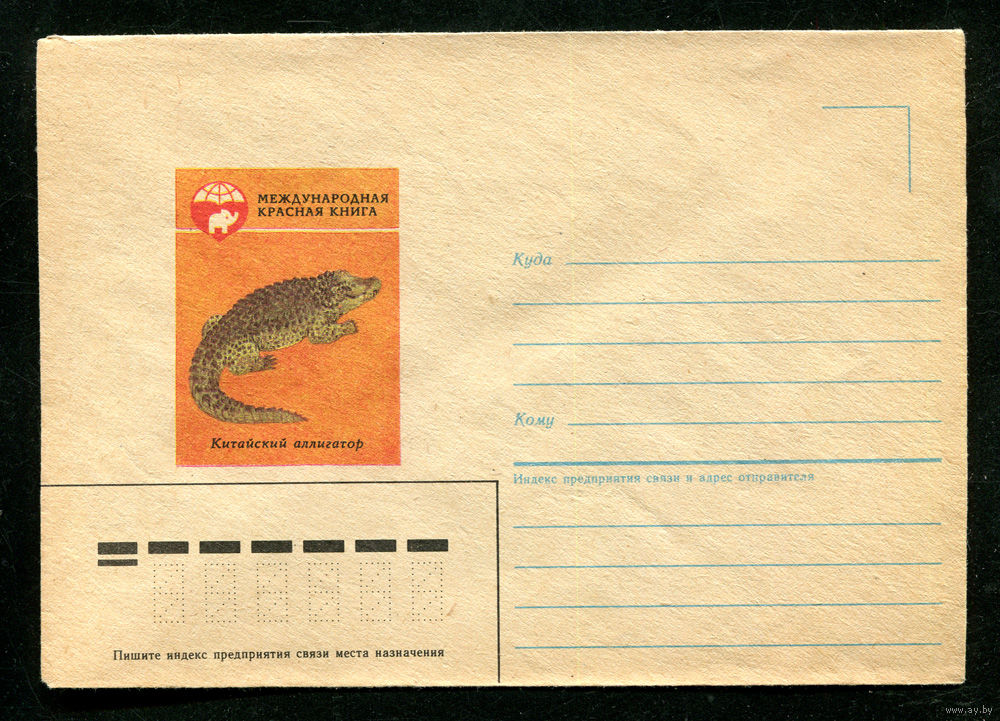 МЕЖДУНАРОДНАЯ
КРАСНАЯ КНИГА
Китайский аллигатор
Куда
Кому
Индекс предприятия связи и адрес отправителя
Пишите индекс предприятия связи места назначения
www.ay.by